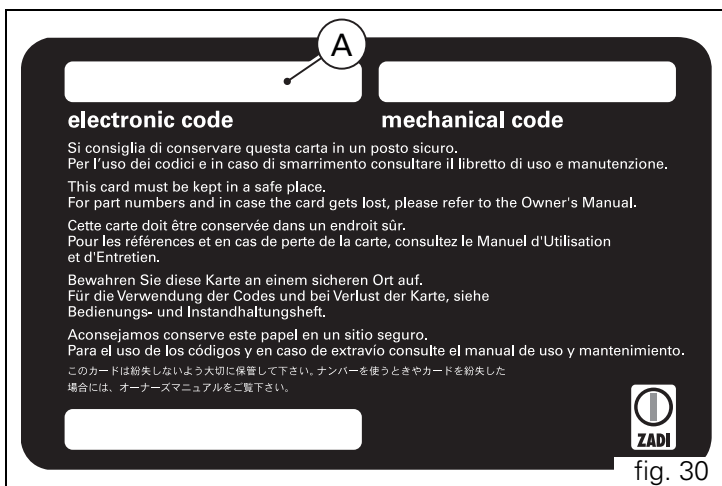 A
electronic code
mechanical code
Si consiglia di conservare questa carta in un posto sicuro.
Per l'uso dei codici e in caso di smarrimento consultare il libretto di uso e manutenzione.
This card must be kept in a safe place.
For part numbers and in case the card gets lost, please refer to the Owner's Manual.
Cette carte doit être conservée dans un endroit sûr.
Pour les références et en cas de perte de la carte, consultez le Manuel d'Utilisation
et d'Entretien.
Bewahren Sie diese Karte an einem sicheren Ort auf.
Für die Verwendung der Codes und bei Verlust der Karte, siehe
Bedienungs- und Instandhaltungsheft.
Aconsejamos conserve este papel en un sitio seguro.
Para el uso de los códigos y en caso de extravío consulte el manual de uso y mantenimiento.
このカードは紛失しないよう大切に保管して下さい。ナンバーを使うときやカードを紛失した
場合には、オーナーズマニュアルをご覧下さい。
ZADI
fig. 30